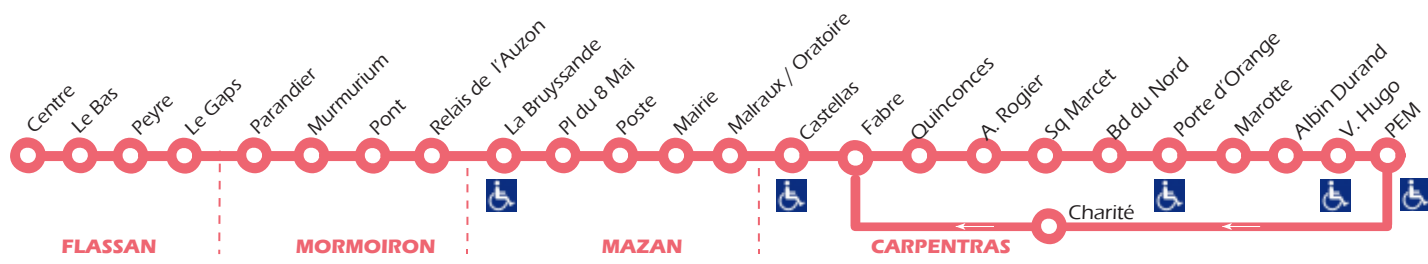 Centre
Le Bas
Peyre
Le Gaps
Parandier
Murmurium
Pont
Relais de l'Auzon
La Bruyssande
Pl du 8 Mai
Poste
Mairie
Malraux / Oratoire
Castellas
Fabre
Quinconces
A. Rogier
Sq Marcet
Bd du Nord
Porte d'Orange
Marotte
Albin Durand
V. Hugo
PEM
Charité
FLASSAN
MORMOIRON
MAZAN
CARPENTRAS